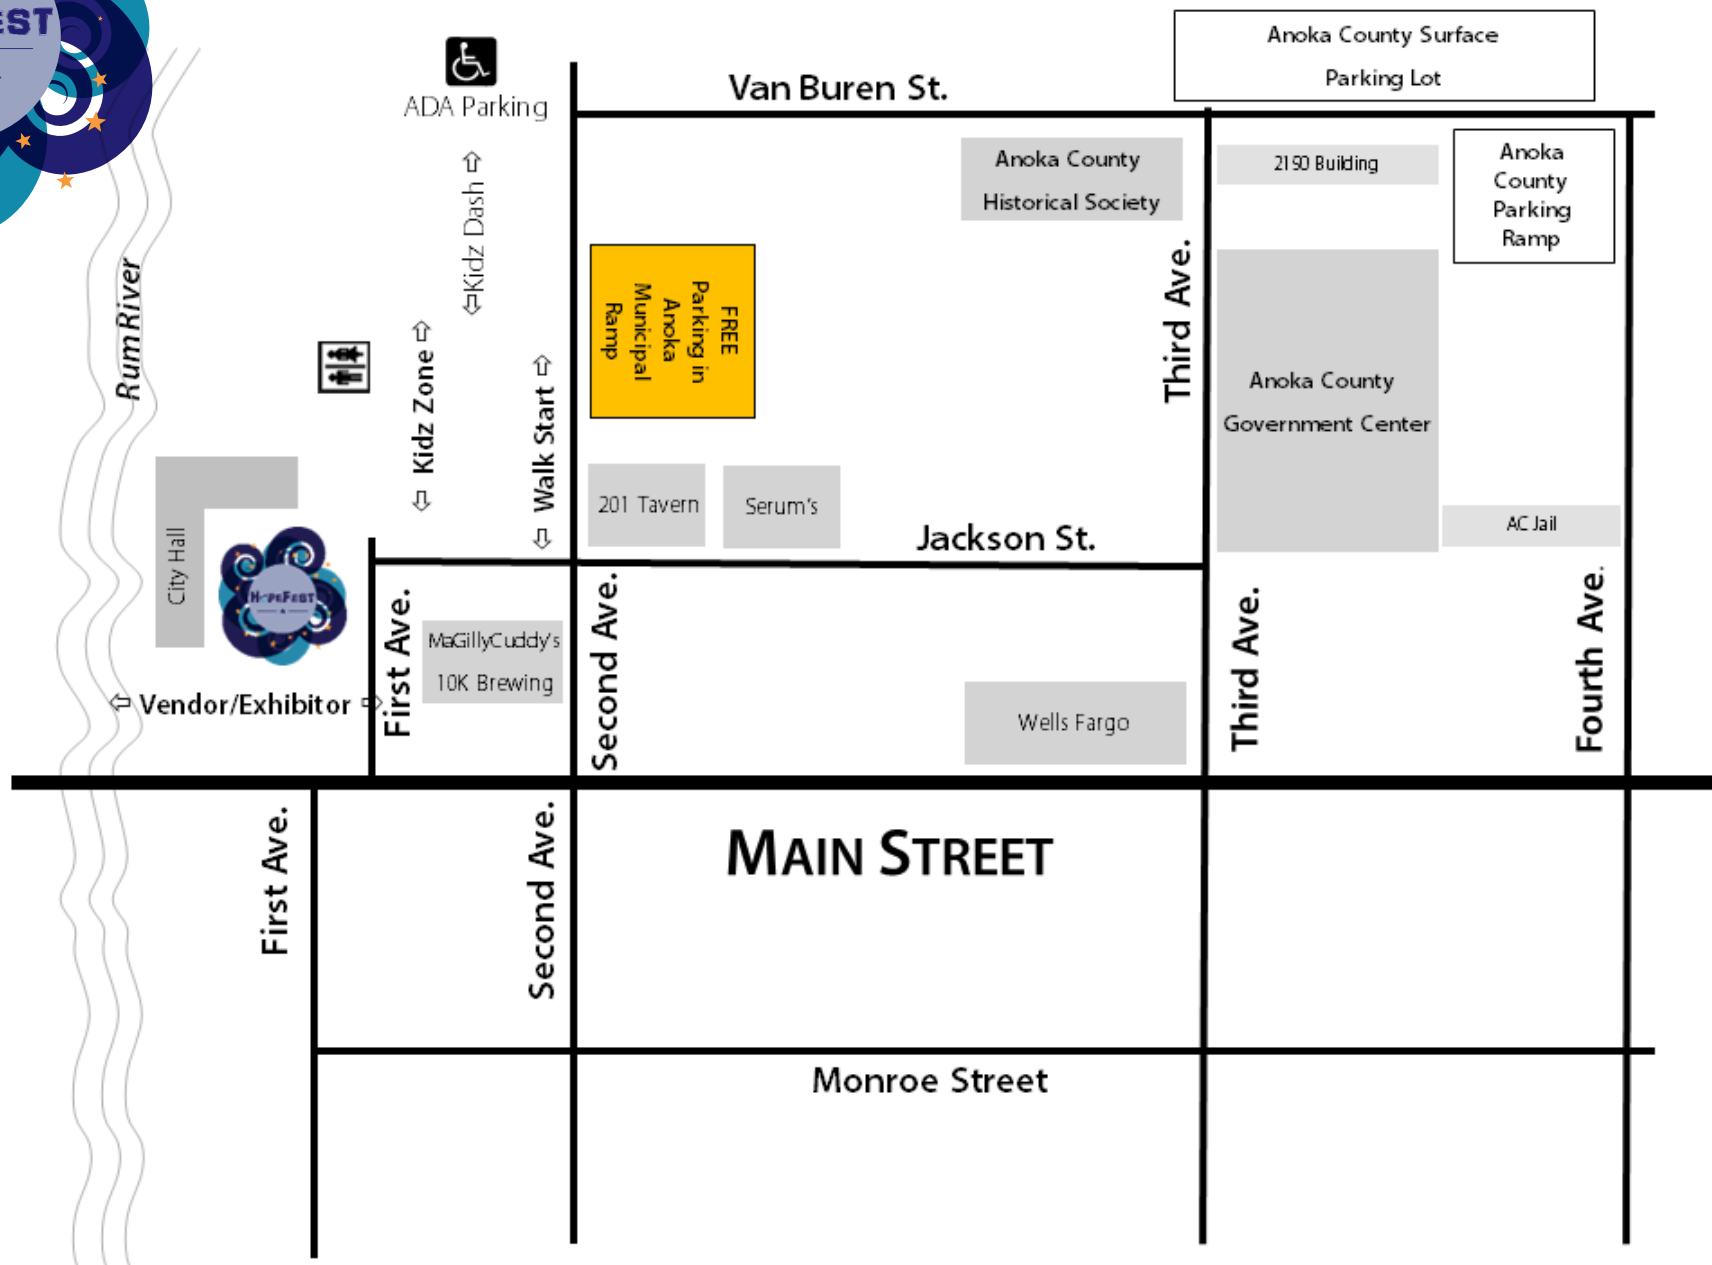 EST
Anoka County Surface
Parking Lot
ADA Parking
Van Buren St.
Anoka County
Historical Society
2190 Building
Anoka
County
Parking
Ramp
Kidz Dash
Rum River
FREE
Parking in
Anoka
Municipal
Ramp
Third Ave.
Kidz Zone
Walk Start
Anoka County
Government Center
201 Tavern
Serum's
Jackson St.
AC Jail
City Hall
HOPEFEST
First Ave.
MaGillyCuddy's
10K Brewing
Second Ave.
Third Ave.
Fourth Ave.
Vendor/Exhibitor
Wells Fargo
MAIN STREET
First Ave.
Second Ave.
Monroe Street